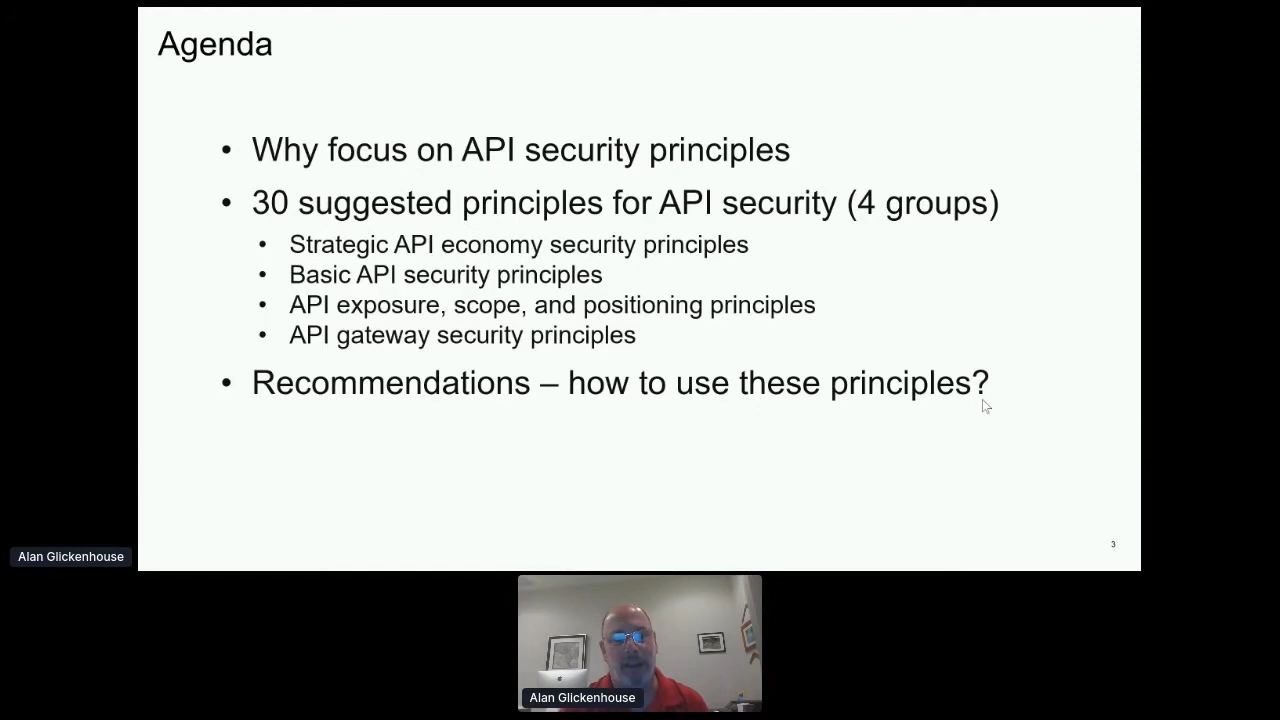 Agenda
• Why focus on API security principles
• 30 suggested principles for API security (4 groups)
• Strategic API economy security principles
• Basic API security principles
• API exposure, scope, and positioning principles
• API gateway security principles
• Recommendations – how to use these principles?
3
Alan Glickenhouse
Alan Glickenhouse